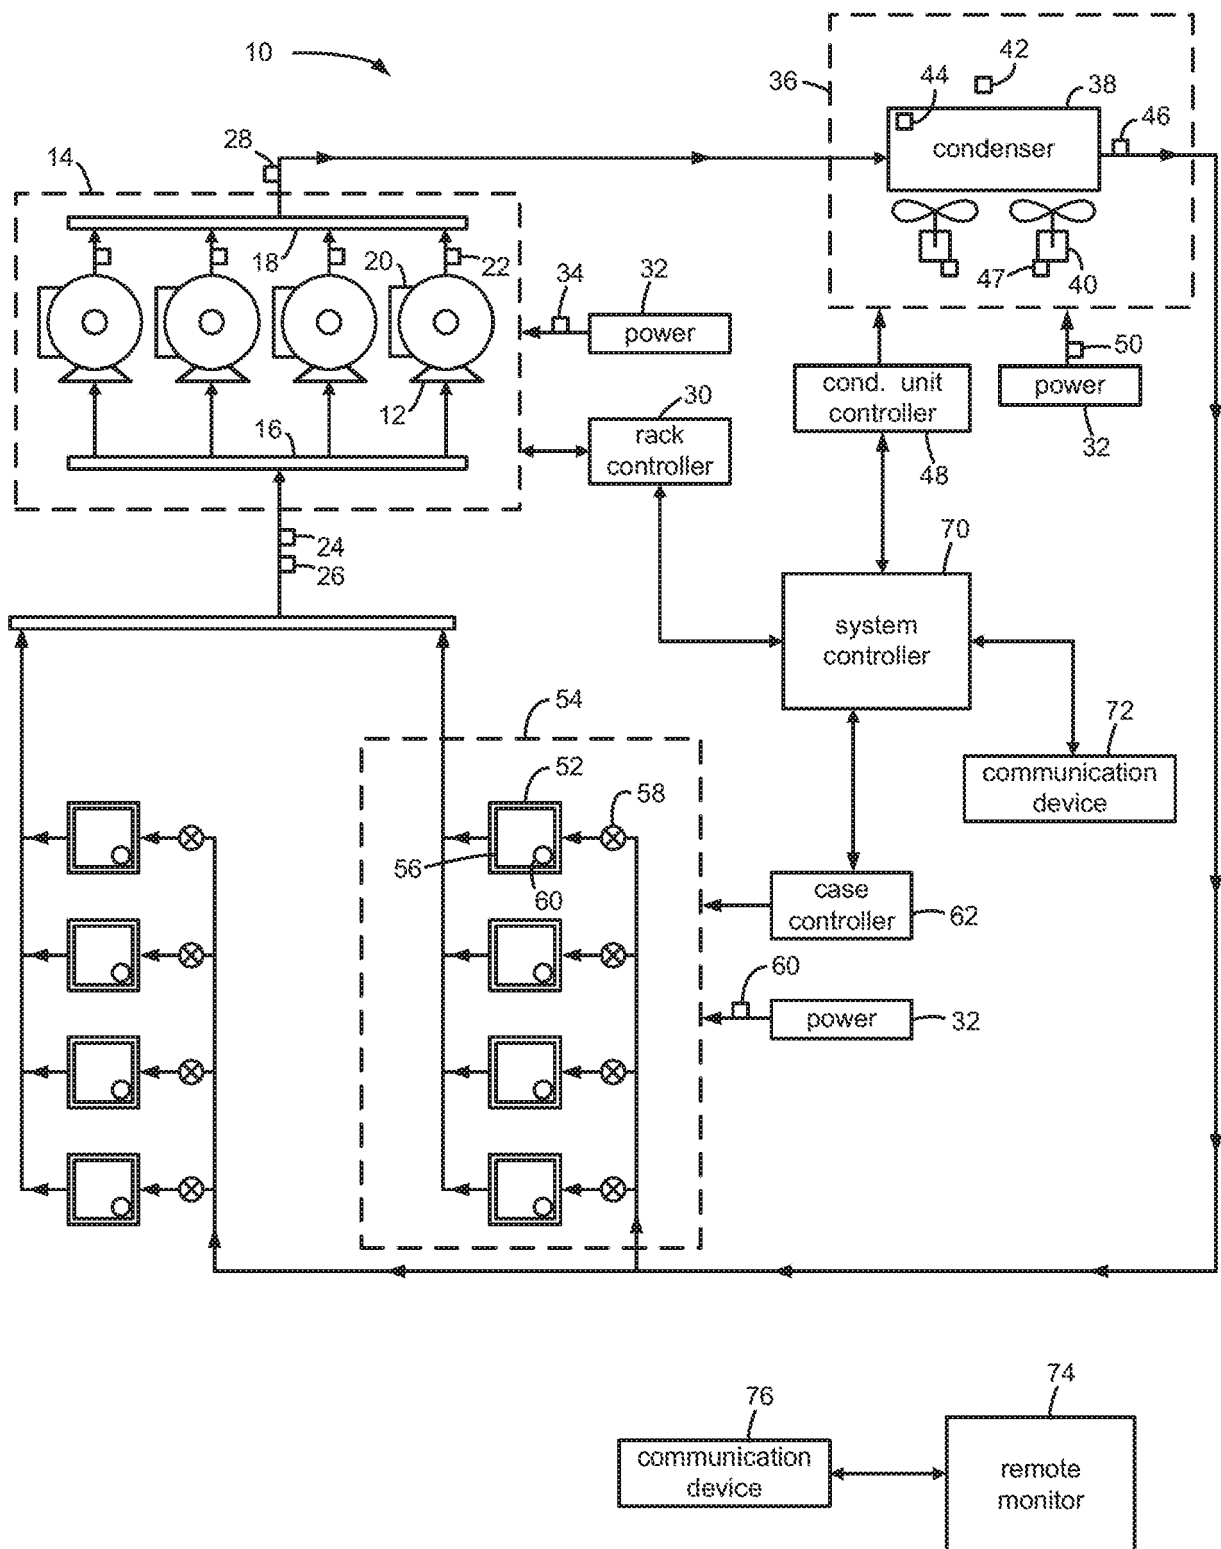 10
42
36
44
38
46
condenser
28
14
18
20
22
34
32
power
47
40
50
12
30
cond. unit
controller
power
16
rack
controller
48
32
24
26
70
system
controller
54
72
52
58
communication
device
56
60
case
controller
62
60
power
32
76
74
communication
device
remote
monitor